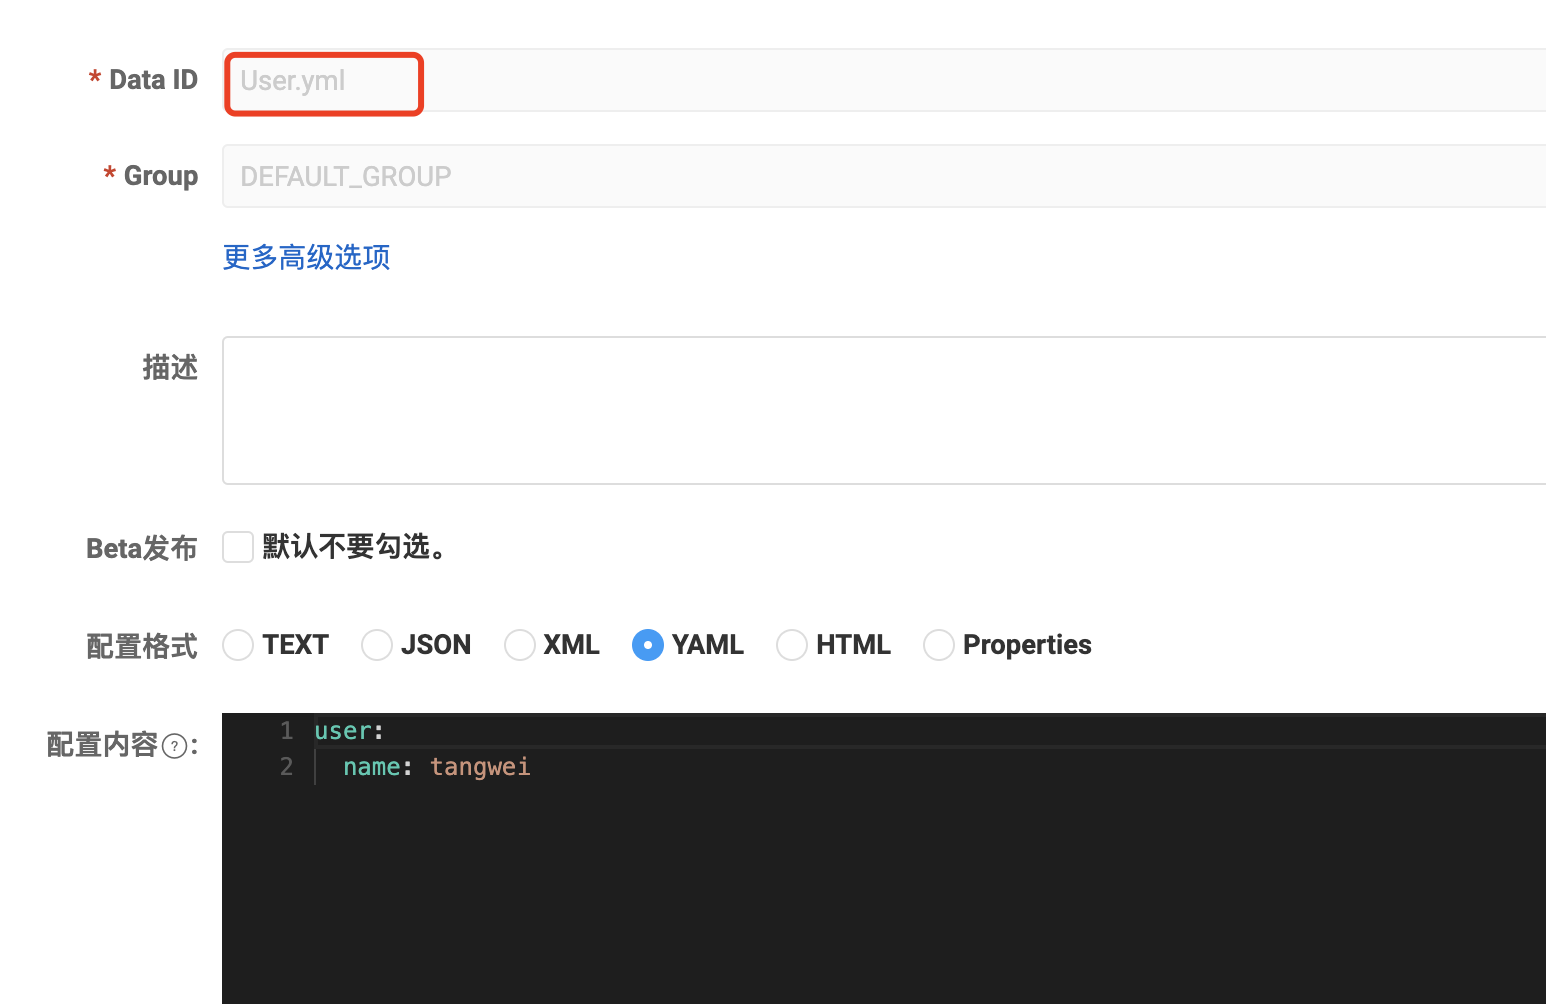 * Data ID User.yml
* Group DEFAULT_GROUP
更多高级选项
描述
Beta发布 默认不要勾选。
配置格式 TEXT JSON XML YAML HTML Properties
配置内容?: 1 user:
2 name: tangwei